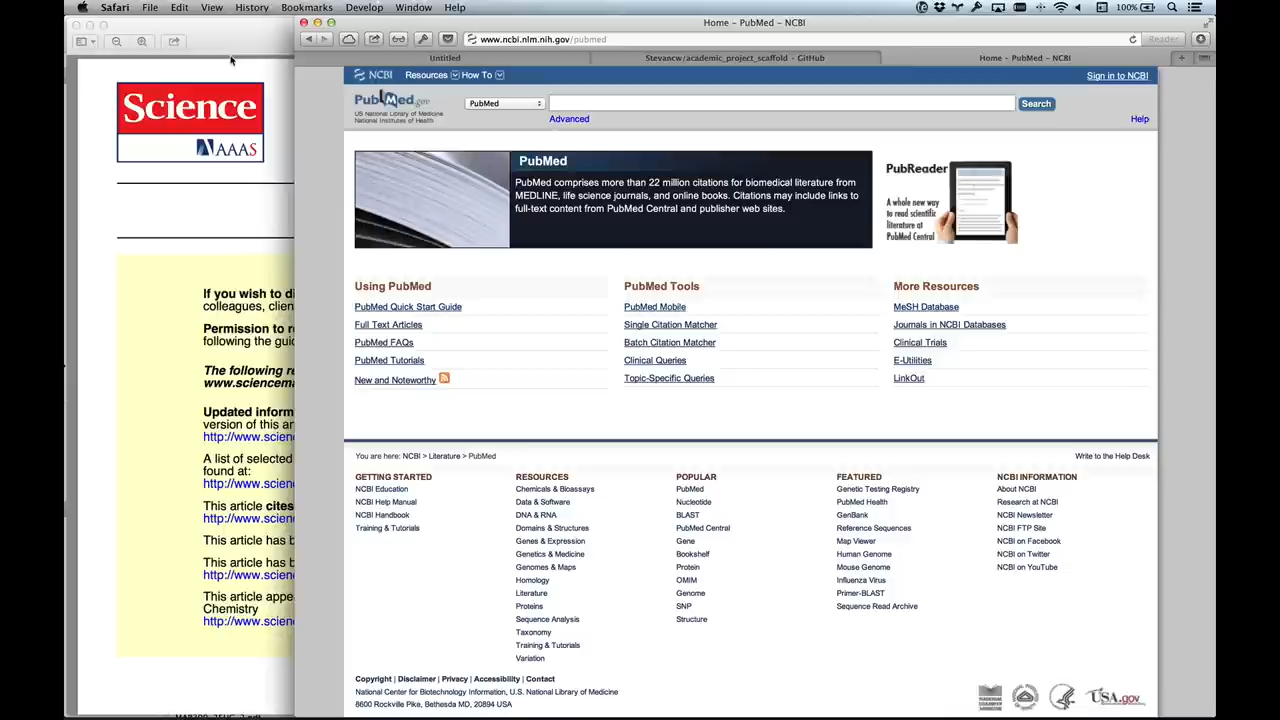 Safari File Edit View History Bookmarks Develop Window Help
100%
Home – PubMed – NCBI
www.ncbi.nlm.nih.gov/pubmed
Reader
Untitled
Stevancw/academic_project_scaffold – GitHub
Home – PubMed – NCBI
NCBI Resources How To
Sign in to NCBI
PubMed.gov
US National Library of Medicine
National Institutes of Health
PubMed
Search
Advanced
Help
Science
AAAS
PubMed
PubMed comprises more than 22 million citations for biomedical literature from
MEDLINE, life science journals, and online books. Citations may include links to
full-text content from PubMed Central and publisher web sites.
PubReader
A whole new
way to read scientific
literature at
PubMed Central
If you wish to di
colleagues, clien
Permission to re
following the guid
The following re
www.sciencema
Updated inform
version of this ar
http://www.scien
A list of selected
found at:
http://www.scien
This article cites
http://www.scien
This article has b
This article has b
http://www.scien
This article appe
Chemistry
http://www.scien
Using PubMed
PubMed Quick Start Guide
Full Text Articles
PubMed FAQs
PubMed Tutorials
New and Noteworthy
PubMed Tools
PubMed Mobile
Single Citation Matcher
Batch Citation Matcher
Clinical Queries
Topic-Specific Queries
More Resources
MeSH Database
Journals in NCBI Databases
Clinical Trials
E-Utilities
LinkOut
You are here: NCBI > Literature > PubMed
Write to the Help Desk
GETTING STARTED
NCBI Education
NCBI Help Manual
NCBI Handbook
Training & Tutorials
RESOURCES
Chemicals & Bioassays
Data & Software
DNA & RNA
Domains & Structures
Genes & Expression
Genetics & Medicine
Genomes & Maps
Homology
Literature
Proteins
Sequence Analysis
Taxonomy
Training & Tutorials
Variation
POPULAR
PubMed
Nucleotide
BLAST
PubMed Central
Gene
Bookshelf
Protein
OMIM
Genome
SNP
Structure
FEATURED
Genetic Testing Registry
PubMed Health
GenBank
Reference Sequences
Map Viewer
Human Genome
Mouse Genome
Influenza Virus
Primer-BLAST
Sequence Read Archive
NCBI INFORMATION
About NCBI
Research at NCBI
NCBI Newsletter
NCBI FTP Site
NCBI on Facebook
NCBI on Twitter
NCBI on YouTube
Copyright | Disclaimer | Privacy | Accessibility | Contact
National Center for Biotechnology Information, U.S. National Library of Medicine
8600 Rockville Pike, Bethesda MD, 20894 USA
USA.gov